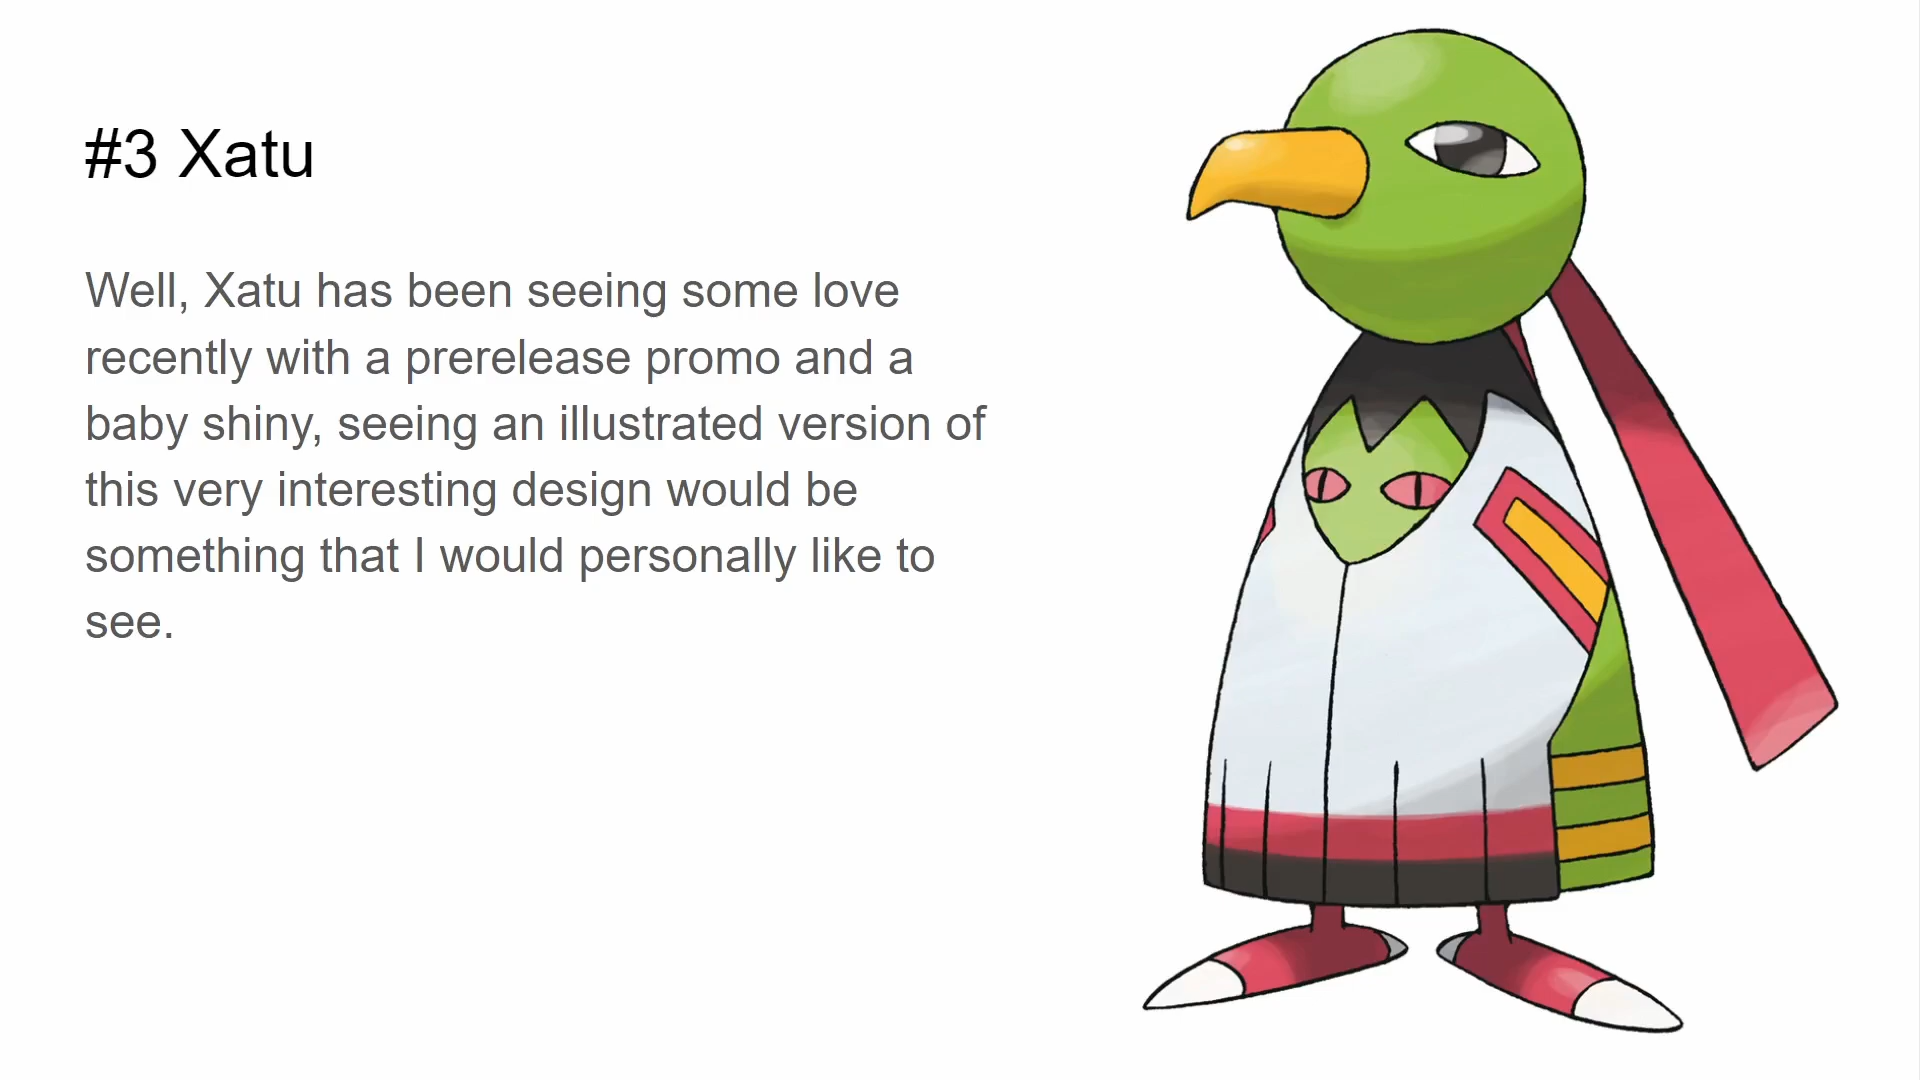 #3 Xatu
Well, Xatu has been seeing some love
recently with a prerelease promo and a
baby shiny, seeing an illustrated version of
this very interesting design would be
something that I would personally like to
see.